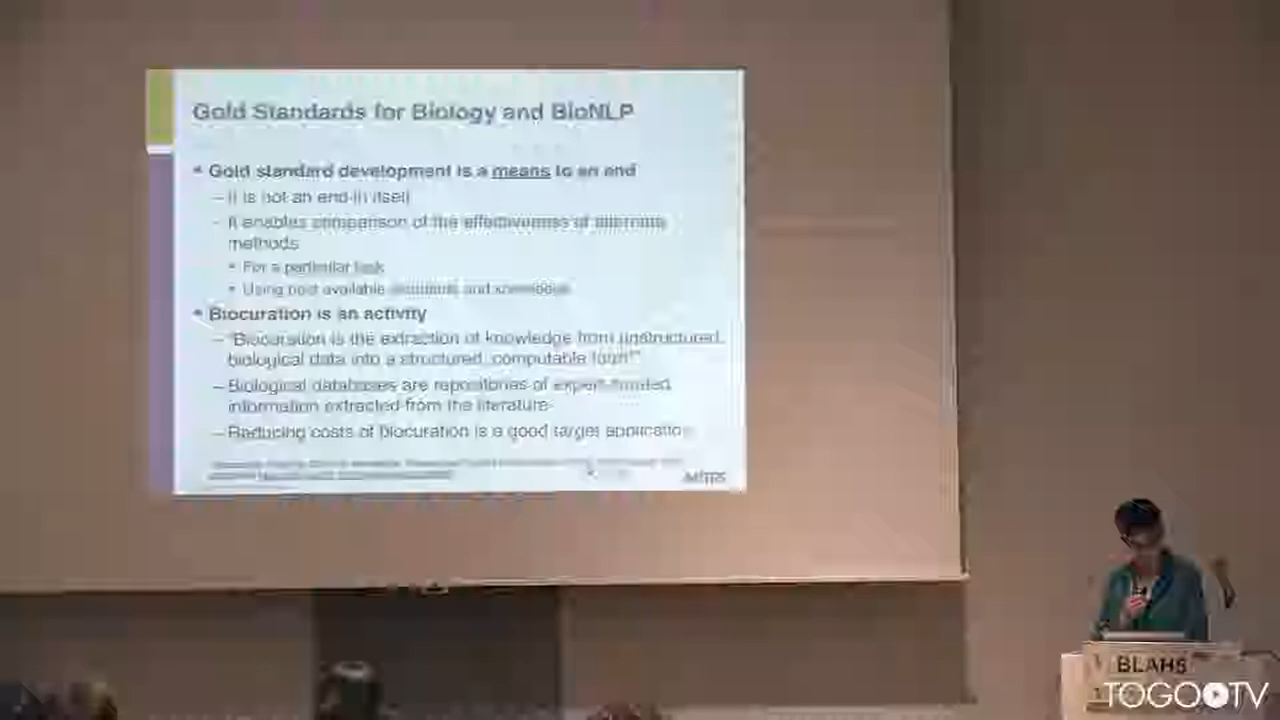 Gold Standards for Biology and BioNLP
• Gold standard development is a means to an end
– It is not an end in itself
– It enables comparison of the effectiveness of alternate
methods
• For a particular task
• Using best available standards and knowledge
• Biocuration is an activity
– "Biocuration is the extraction of knowledge from unstructured
biological data into a structured, computable form"
– Biological databases are repositories of expert-curated
information extracted from the literature
– Reducing costs of biocuration is a good target application
MITRE
BLAH5
TOGOTV